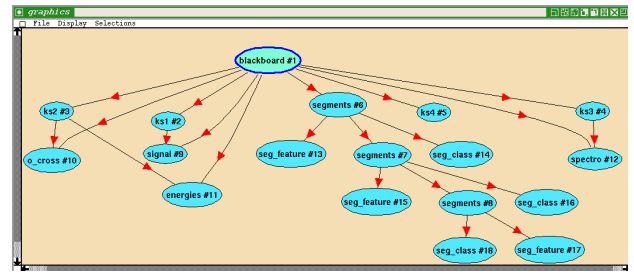 graphics
File Display Selections
blackboard #1
ks2 #3
ks1 #2
segments #6
ks4 #5
ks3 #4
o_cross #10
signal #9
seg_feature #13
segments #7
seg_class #14
spectro #12
energies #11
seg_feature #15
segments #8
seg_class #16
seg_class #18
seg_feature #17